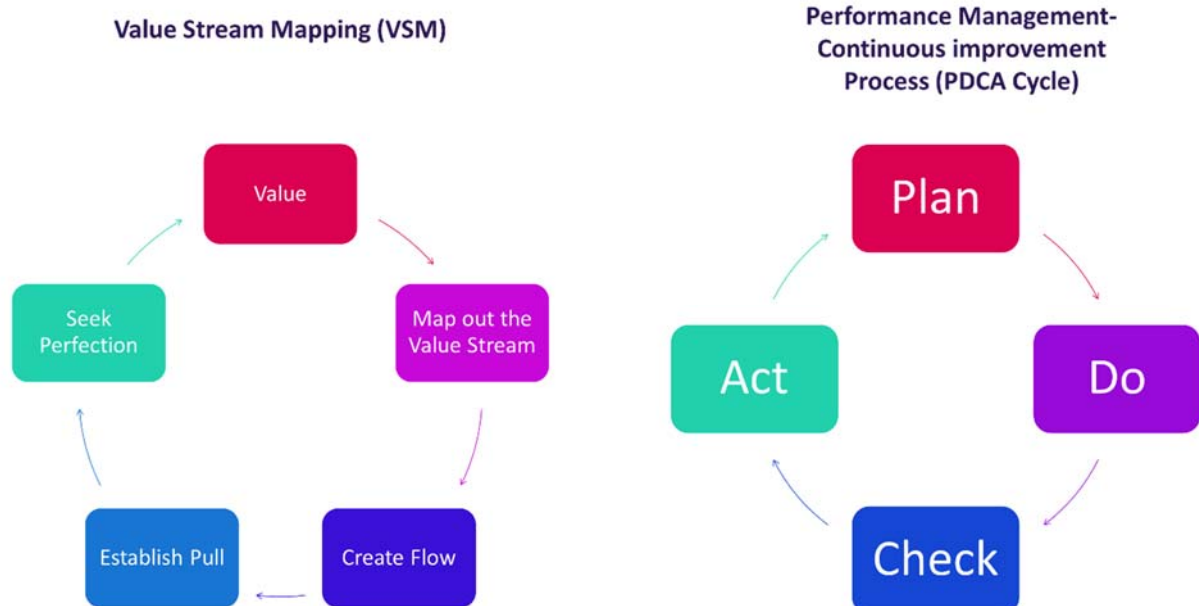 Value Stream Mapping (VSM)
Value
Map out the
Value Stream
Create Flow
Establish Pull
Seek
Perfection
Performance Management-
Continuous improvement
Process (PDCA Cycle)
Plan
Do
Check
Act